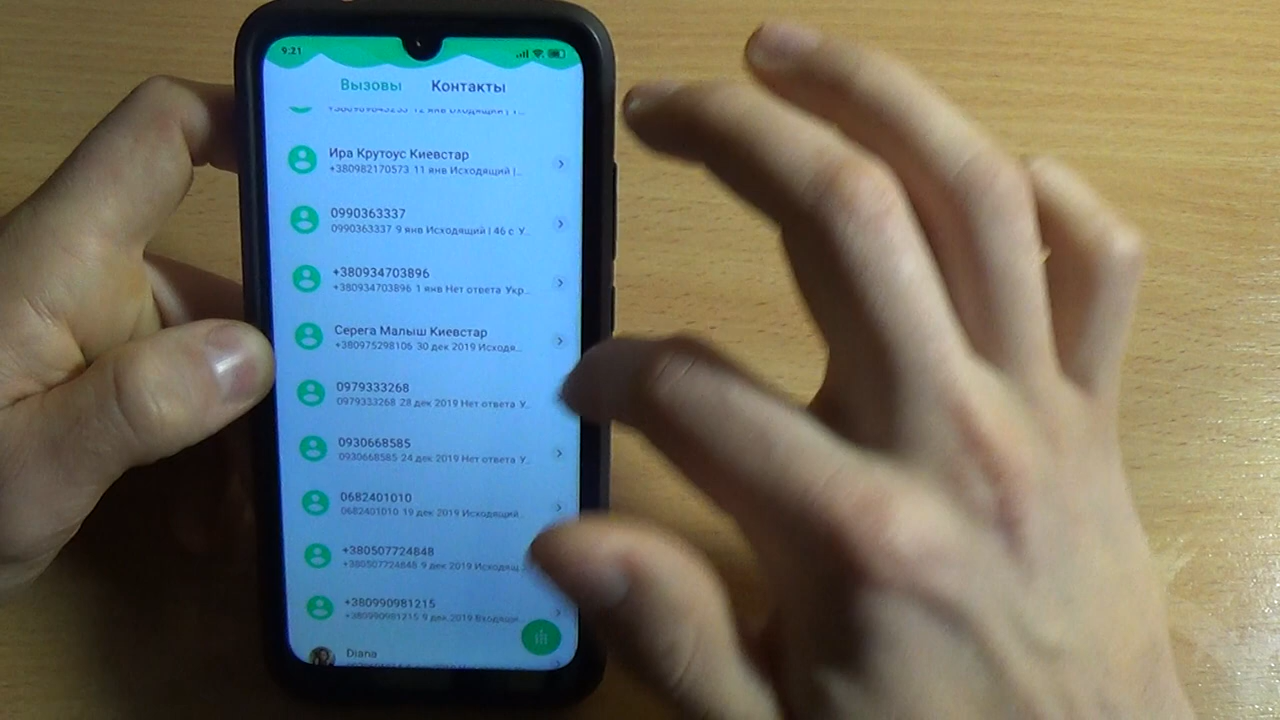 9:21
Вызовы Контакты
Ира Крутоус Киевстар
+380982170573 11 янв Исходящий |...
0990363337
0990363337 9 янв Исходящий | 46 с У...
+380934703896
+380934703896 1 янв Нет ответа Укр...
Серега Малыш Киевстар
+380975298106 30 дек 2019 Исходя...
0979333268
0979333268 28 дек 2019 Нет ответа У...
0930668585
0930668585 24 дек 2019 Нет ответа У...
0682401010
0682401010 19 дек 2019 Исходящий...
+380507724848
+380507724848 9 дек 2019 Исходящ...
+380990981215
+380990981215 9 дек 2019 Входящи...
Diana